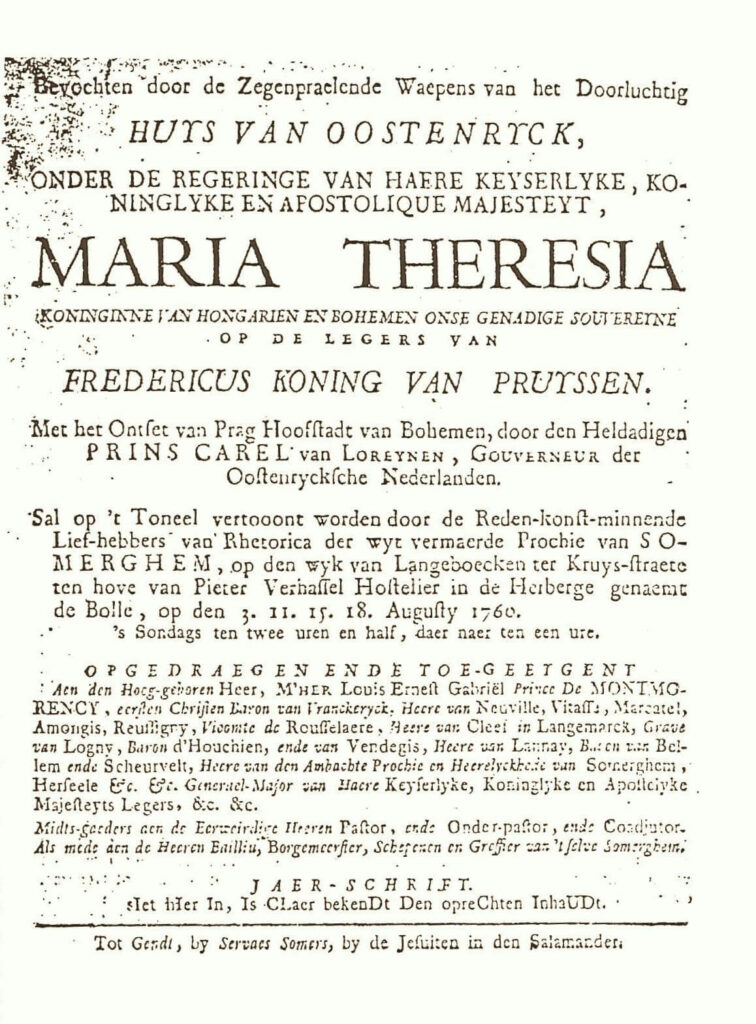 Bevochten door de Zegenpraelende Waepens van het Doorluchtig
HUYS VAN OOSTENRYCK,
ONDER DE REGERINGE VAN HAERE KEYSERLYKE, KO-
NINGLYKE EN APOSTOLIQUE MAJESTEYT,
MARIA THERESIA
KONINGINNE VAN HONGARIEN EN BOHEMEN ONSE GENADIGE SOUVEREYNE
OP DE LEGERS VAN
FREDERICUS KONING VAN PRUYSSEN.
Met het Ontſet van Prag Hoofſtadt van Bohemen, door den Heldadigen
PRINS CAREL van LOREYNEN, GOUVERNEUR der
Ooſtenryckſche Nederlanden.
Sal op 't Toneel vertooont worden door de Reden-konſt-minnende
Lief-hebbers van Rhetorica der wyt vermaerde Prochie van SO-
MERGHEM, op den wyk van Langeboecken ter Kruys-ſtraete
ten hove van Pieter Verhaſſel Hoſtelier in de Herberge genaemt
de Bolle, op den 3. 11. 15. 18. Auguſty 1760.
's Sondags ten twee uren en half, daer naer ten een ure.
OPGEDRAEGEN ENDE TOE-GEEYGENT
Aen den Hoog-geboren Heer, M'HER Louis Erneſt Gabriël Prince De MONTMO-
RENCY, eerſten Chriſten Baron van Vranckeryck, Heere van Neuville, Vitaſſe, Marcatel,
Amongis, Reuſligny, Vicomte de Rouſſelaere, Heere van Cleef in Langemarck, Grave
van Logny, Baron d'Houchien, ende van Vendegis, Heere van Lannay, Baron van Bel-
lem ende Scheurvelt, Heere van den Ambachte Prochie en Heerelyckhede van Somerghem,
Herſeele &c. &c. Generael-Major van Haere Keyſerlyke, Koninglyke en Apoſtolyke
Majeſteyts Legers, &c. &c.
Midts-gaeders aen de Eerweirdige Heeren Paſtor, ende Onder-paſtor, ende Coadjutor.
Als mede aen de Heeren Bailliu, Borgemeeſter, Schepenen en Greffier van 't ſelve Somerghem.
JAER-SCHRIFT.
sIet hIer In, Is CLaer bekenDt Den opreChten InhaUDt.
Tot Gendt, by Servaes Somers, by de Jeſuiten in den Salamander.